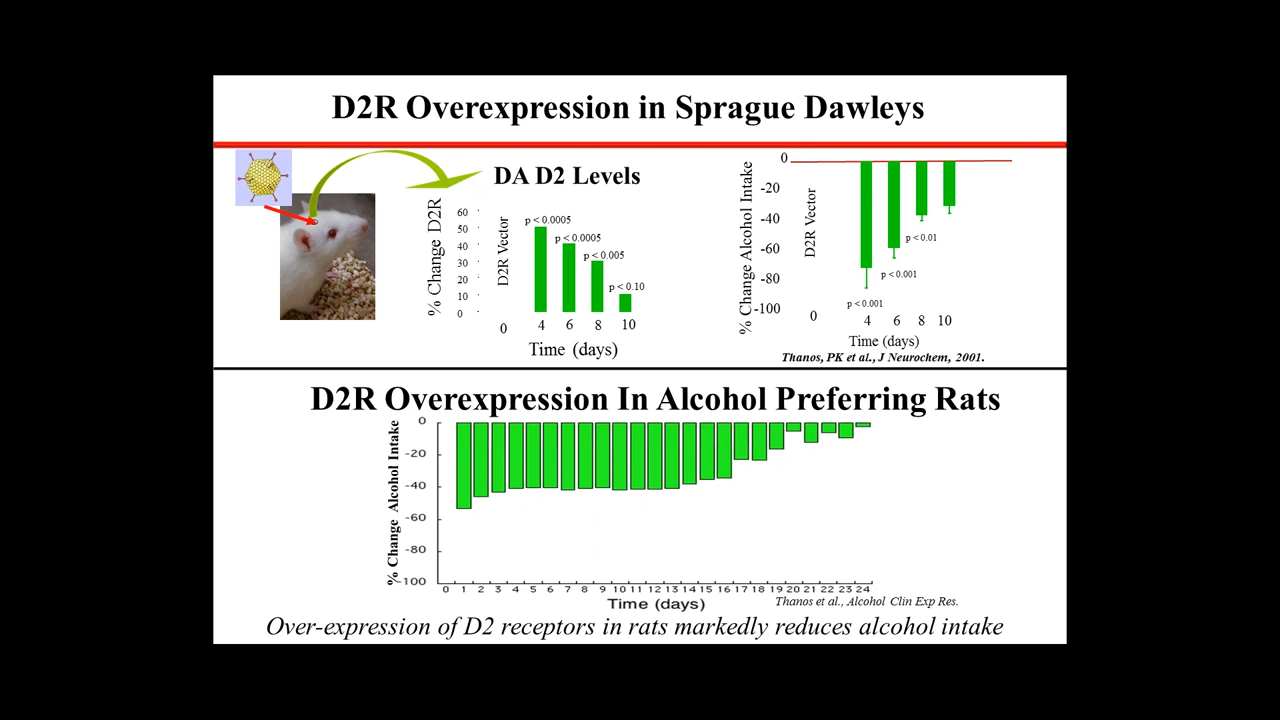 D2R Overexpression in Sprague Dawleys
DA D2 Levels
% Change D2R
60
50
40
30
20
10
0
D2R Vector
p < 0.0005
p < 0.0005
p < 0.005
p < 0.10
0 4 6 8 10
Time (days)
% Change Alcohol Intake
0
-20
-40
-60
-80
-100
D2R Vector
p < 0.01
p < 0.001
p < 0.001
0 4 6 8 10
Time (days)
Thanos, PK et al., J Neurochem, 2001.
D2R Overexpression In Alcohol Preferring Rats
% Change Alcohol Intake
0
-20
-40
-60
-80
-100
0 1 2 3 4 5 6 7 8 9 10 11 12 13 14 15 16 17 18 19 20 21 22 23 24
Time (days)
Thanos et al., Alcohol Clin Exp Res.
Over-expression of D2 receptors in rats markedly reduces alcohol intake